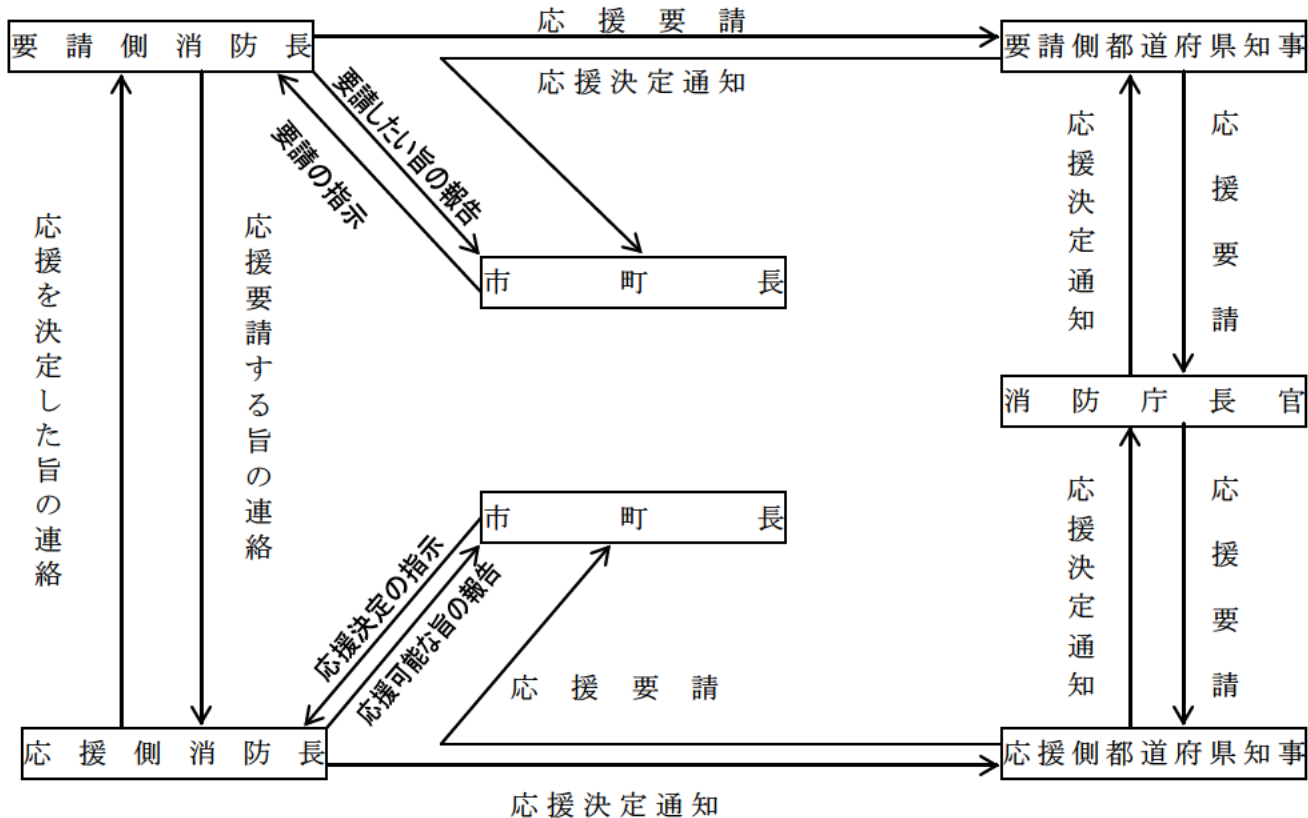 応援要請
要請側消防長
要請側都道府県知事
応援決定通知
要請したい旨の報告
要請の指示
応援決定通知
応援要請
応援を決定した旨の連絡
応援要請する旨の連絡
市町長
消防庁長官
市町長
応援決定の指示
応援可能な旨の報告
応援決定通知
応援要請
応援要請
応援側消防長
応援側都道府県知事
応援決定通知